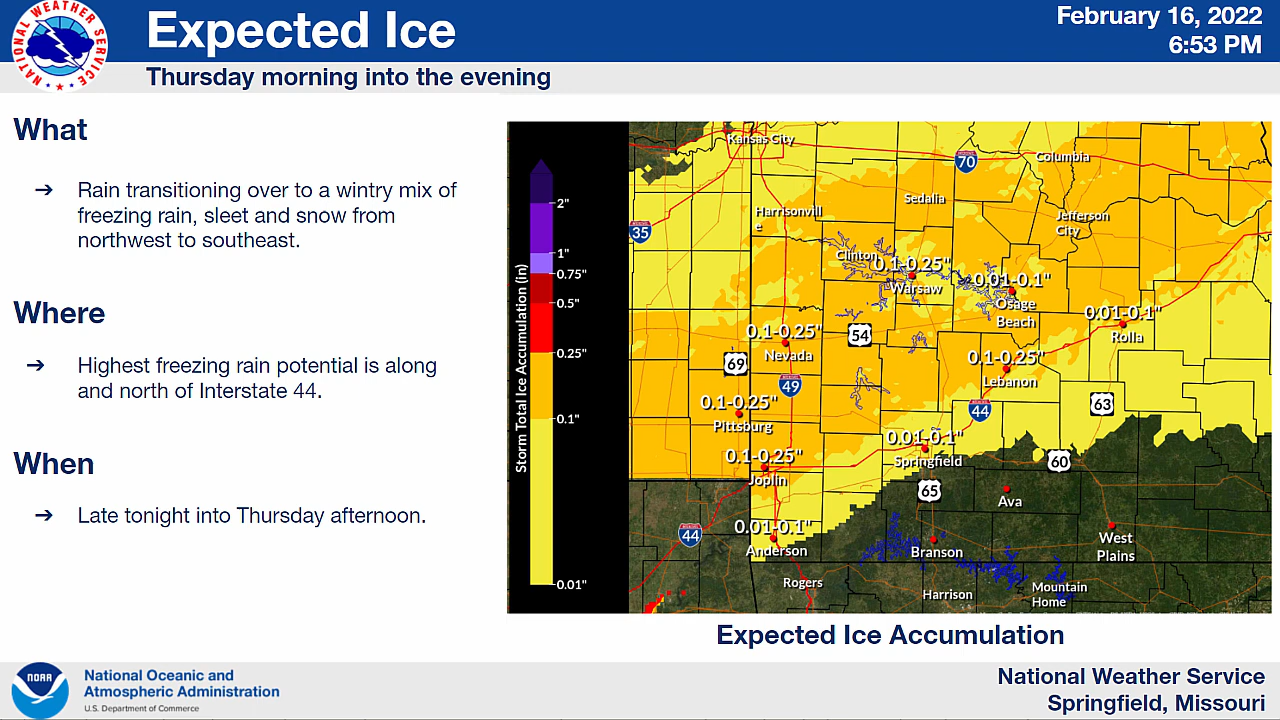 NATIONAL WEATHER SERVICE
Expected Ice
February 16, 2022
6:53 PM
Thursday morning into the evening
What
➔ Rain transitioning over to a wintry mix of
freezing rain, sleet and snow from
northwest to southeast.
Where
➔ Highest freezing rain potential is along
and north of Interstate 44.
When
➔ Late tonight into Thursday afternoon.
Storm Total Ice Accumulation (in)
2"
1"
0.75"
0.5"
0.25"
0.1"
0.01"
Kansas City
70
Columbia
Sedalia
Harrisonvill
e
Jefferson
City
35
Clinton
0.1-0.25"
Warsaw
0.01-0.1"
Osage
Beach
0.01-0.1"
Rolla
0.1-0.25"
Nevada
54
69
0.1-0.25"
Lebanon
49
44
63
0.1-0.25"
Pittsburg
0.01-0.1"
Springfield
0.1-0.25"
Joplin
60
65
Ava
44
0.01-0.1"
Anderson
Branson
West
Plains
Rogers
Harrison
Mountain
Home
Expected Ice Accumulation
NOAA
National Oceanic and
Atmospheric Administration
U.S. Department of Commerce
National Weather Service
Springfield, Missouri